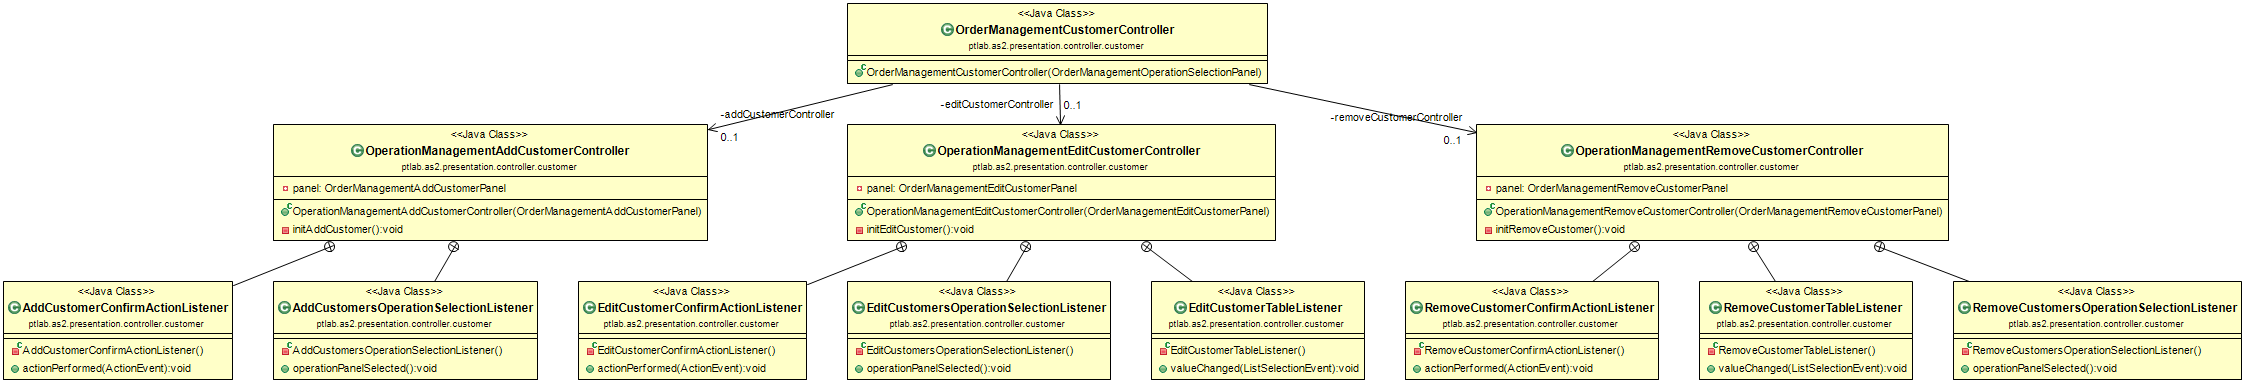 <<Java Class>>
OrderManagementCustomerController
ptlab.as2.presentation.controller.customer
OrderManagementCustomerController(OrderManagementOperationSelectionPanel)
-addCustomerController
0..1
-editCustomerController
0..1
-removeCustomerController
0..1
<<Java Class>>
OperationManagementAddCustomerController
ptlab.as2.presentation.controller.customer
panel: OrderManagementAddCustomerPanel
OperationManagementAddCustomerController(OrderManagementAddCustomerPanel)
initAddCustomer():void
<<Java Class>>
OperationManagementEditCustomerController
ptlab.as2.presentation.controller.customer
panel: OrderManagementEditCustomerPanel
OperationManagementEditCustomerController(OrderManagementEditCustomerPanel)
initEditCustomer():void
<<Java Class>>
OperationManagementRemoveCustomerController
ptlab.as2.presentation.controller.customer
panel: OrderManagementRemoveCustomerPanel
OperationManagementRemoveCustomerController(OrderManagementRemoveCustomerPanel)
initRemoveCustomer():void
<<Java Class>>
AddCustomerConfirmActionListener
ptlab.as2.presentation.controller.customer
AddCustomerConfirmActionListener()
actionPerformed(ActionEvent):void
<<Java Class>>
AddCustomersOperationSelectionListener
ptlab.as2.presentation.controller.customer
AddCustomersOperationSelectionListener()
operationPanelSelected():void
<<Java Class>>
EditCustomerConfirmActionListener
ptlab.as2.presentation.controller.customer
EditCustomerConfirmActionListener()
actionPerformed(ActionEvent):void
<<Java Class>>
EditCustomersOperationSelectionListener
ptlab.as2.presentation.controller.customer
EditCustomersOperationSelectionListener()
operationPanelSelected():void
<<Java Class>>
EditCustomerTableListener
ptlab.as2.presentation.controller.customer
EditCustomerTableListener()
valueChanged(ListSelectionEvent):void
<<Java Class>>
RemoveCustomerConfirmActionListener
ptlab.as2.presentation.controller.customer
RemoveCustomerConfirmActionListener()
actionPerformed(ActionEvent):void
<<Java Class>>
RemoveCustomerTableListener
ptlab.as2.presentation.controller.customer
RemoveCustomerTableListener()
valueChanged(ListSelectionEvent):void
<<Java Class>>
RemoveCustomersOperationSelectionListener
ptlab.as2.presentation.controller.customer
RemoveCustomersOperationSelectionListener()
operationPanelSelected():void